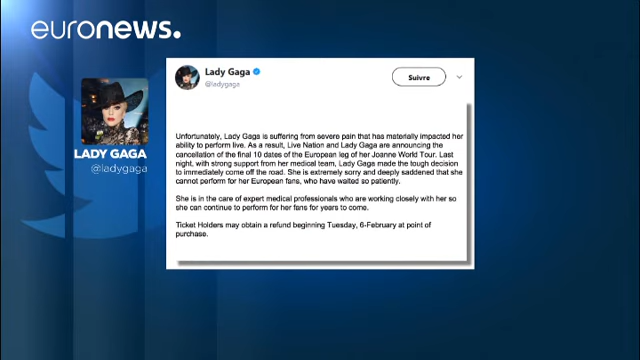 euronews.
Lady Gaga
@ladygaga
Suivre
LADY GAGA
@ladygaga
Unfortunately, Lady Gaga is suffering from severe pain that has materially impacted her
ability to perform live. As a result, Live Nation and Lady Gaga are announcing the
cancellation of the final 10 dates of the European leg of her Joanne World Tour. Last
night, with strong support from her medical team, Lady Gaga made the tough decision
to immediately come off the road. She is extremely sorry and deeply saddened that she
cannot perform for her European fans, who have waited so patiently.
She is in the care of expert medical professionals who are working closely with her so
she can continue to perform for her fans for years to come.
Ticket Holders may obtain a refund beginning Tuesday, 6-February at point of
purchase.